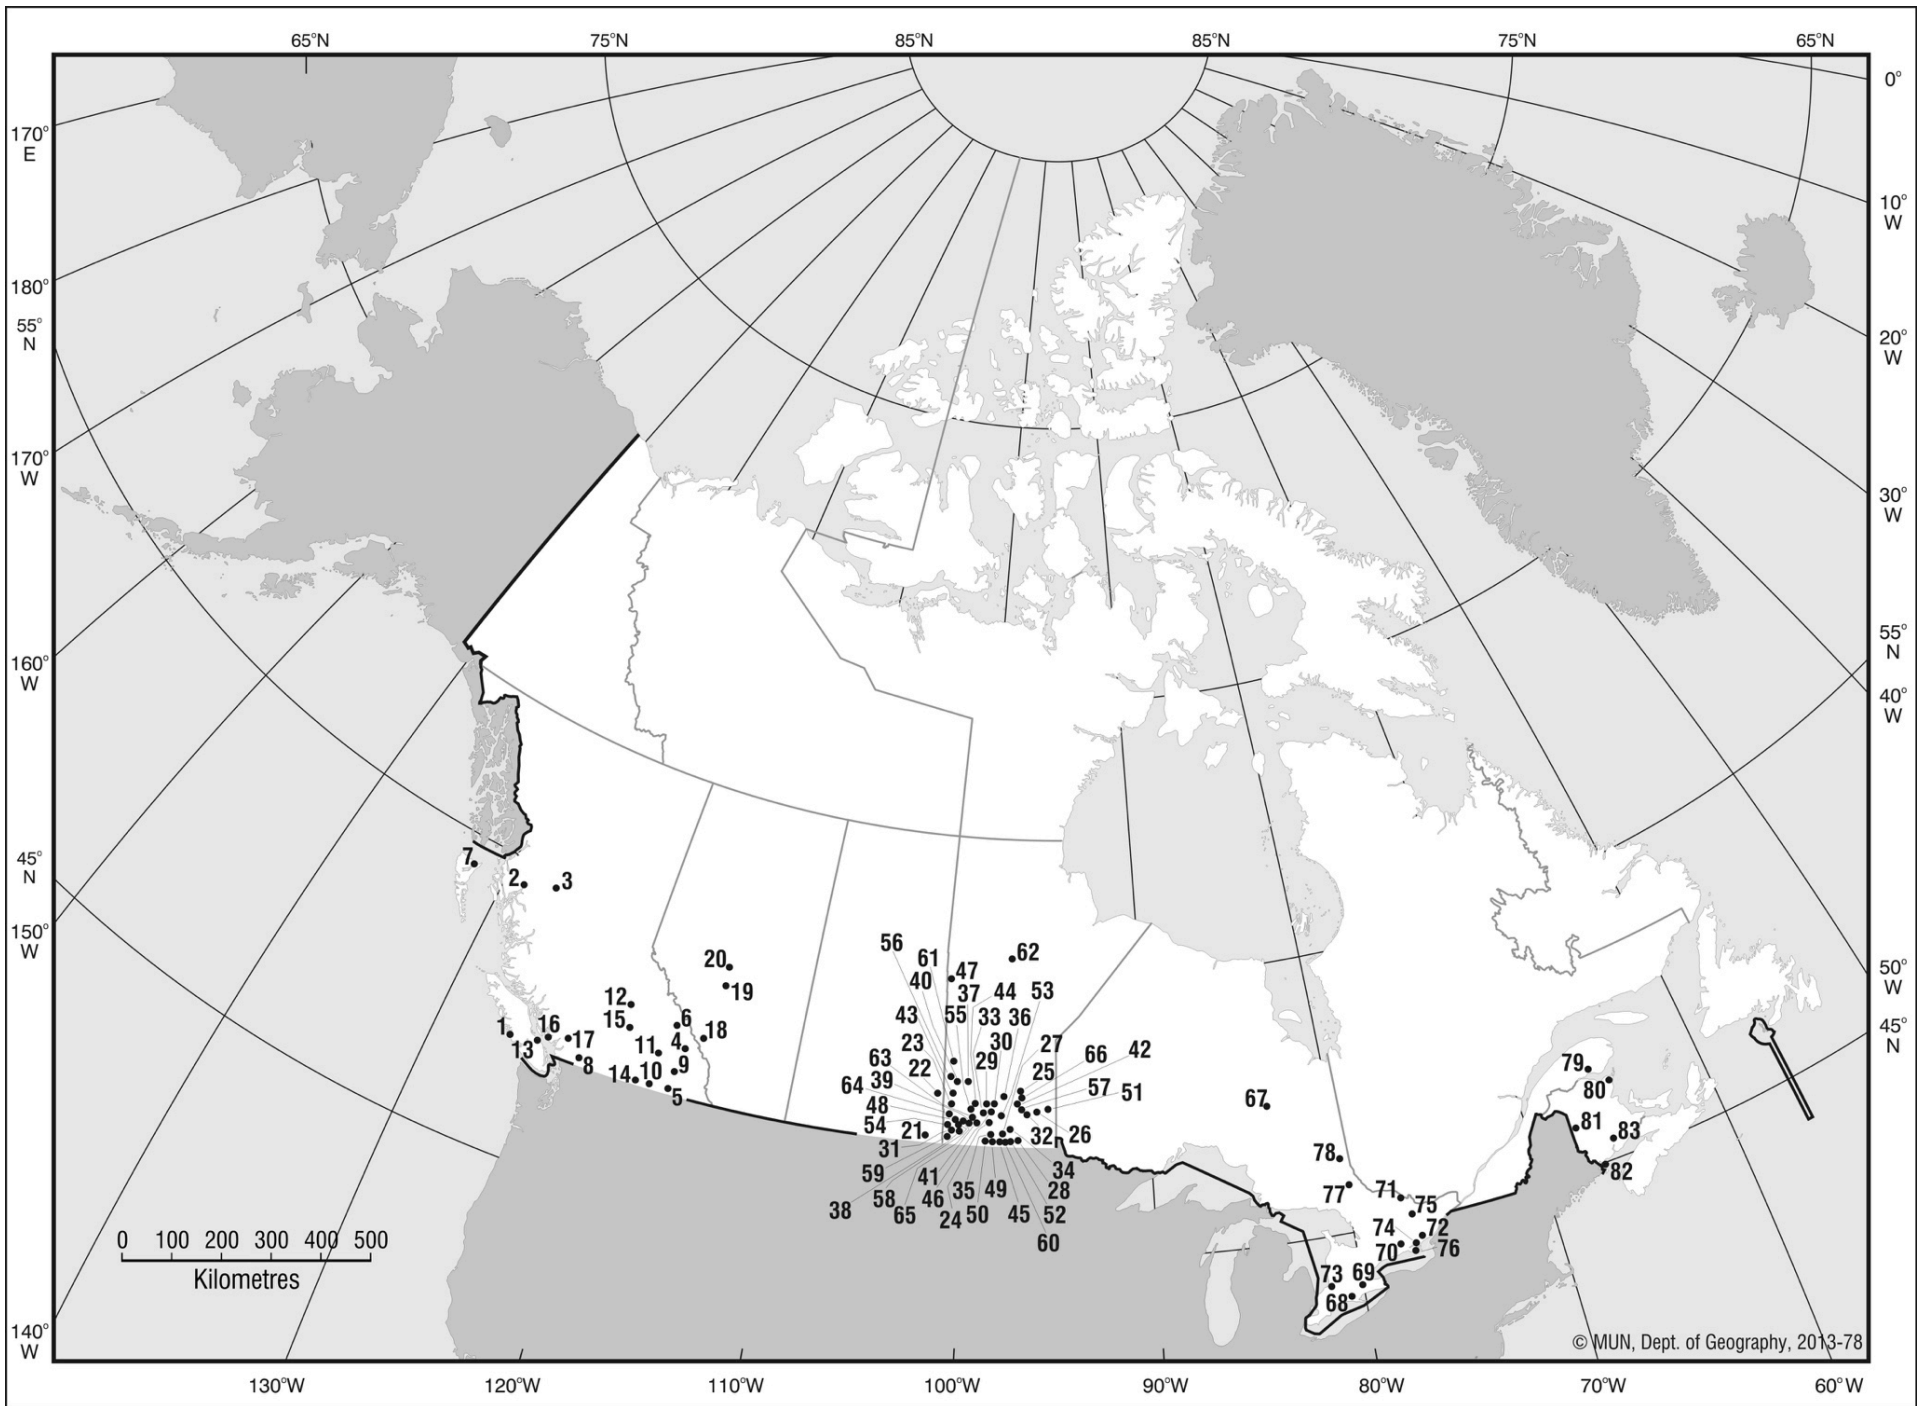 65°N 75°N 85°N 85°N 75°N 65°N
0°
170°
E
10°
W
180°
20°
W
55°
N
170°
W
30°
W
55°
N
160°
W
40°
W
7
2 3
45°
N
150°
W
56
61 47 62
40 37 44 53
20
19
50°
W
12
43 55 33 36
1 16 15 6
45°
N
13 17 11 4 18
23 30 27
63 22 29 66 42
8 14 10 9
39 25
64 57 51
5
48
67
79
80
54 21 32 26
81 83
31
78
82
59 41 34
77 71
38 58 46 35 49 28
65 24 50 45 52
75
74 72
60
70 76
0 100 200 300 400 500
Kilometres
73 69
68
140°
W
© MUN, Dept. of Geography, 2013-78
130°W 120°W 110°W 100°W 90°W 80°W 70°W 60°W